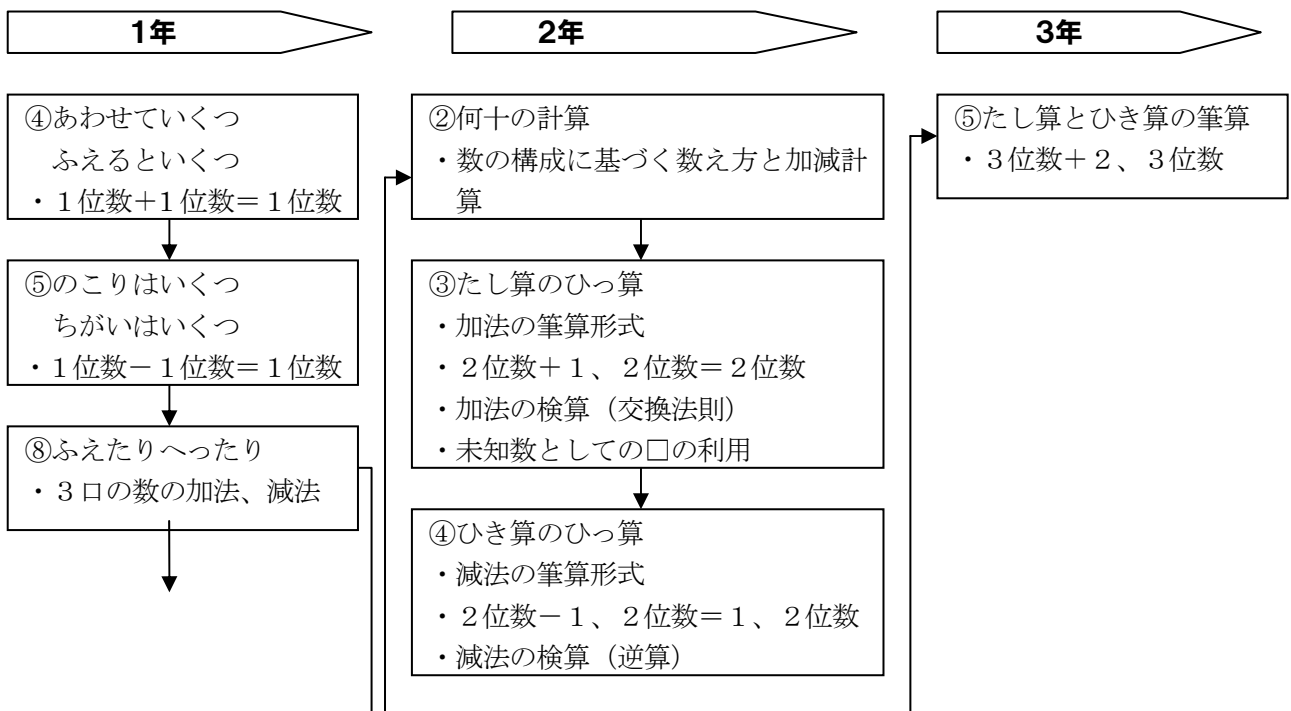 1年
2年
3年
④あわせていくつ
ふえるといくつ
・１位数＋１位数＝１位数
⑤のこりはいくつ
ちがいはいくつ
・１位数－１位数＝１位数
⑧ふえたりへったり
・３口の数の加法、減法
②何十の計算
・数の構成に基づく数え方と加減計
算
③たし算のひっ算
・加法の筆算形式
・２位数＋１、２位数＝２位数
・加法の検算（交換法則）
・未知数としての□の利用
④ひき算のひっ算
・減法の筆算形式
・２位数－１、２位数＝１、２位数
・減法の検算（逆算）
⑤たし算とひき算の筆算
・３位数＋２、３位数